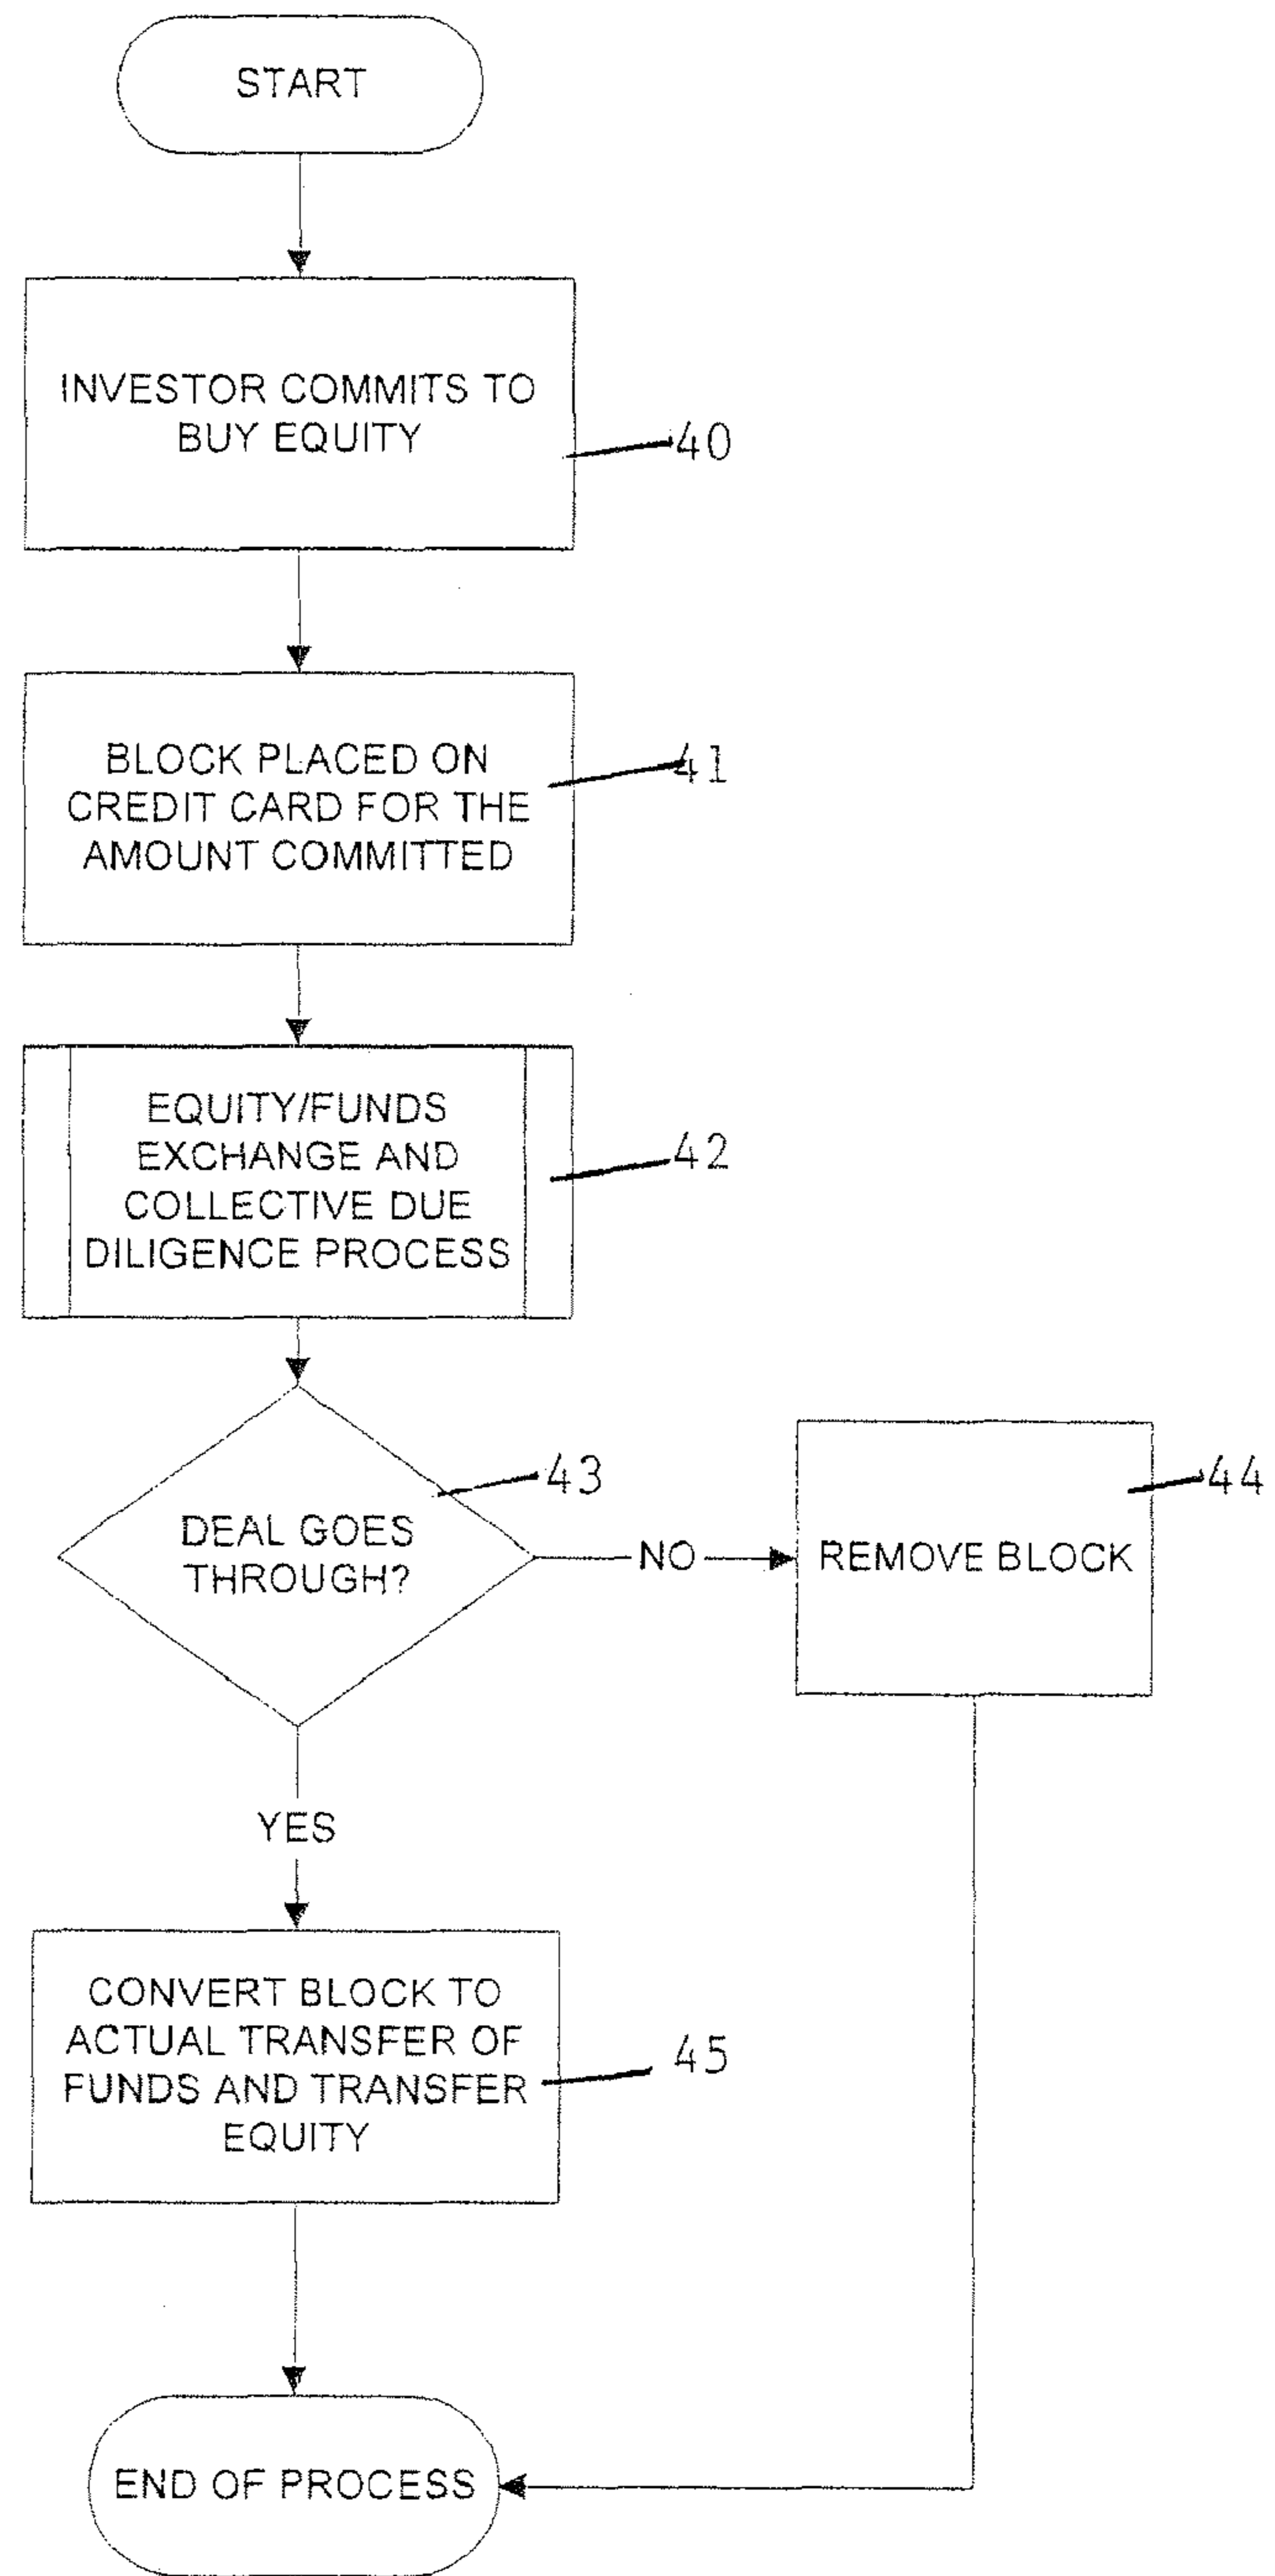 START
INVESTOR COMMITS TO
BUY EQUITY
40
BLOCK PLACED ON
CREDIT CARD FOR THE
AMOUNT COMMITTED
41
EQUITY/FUNDS
EXCHANGE AND
COLLECTIVE DUE
DILIGENCE PROCESS
42
DEAL GOES
THROUGH?
43
NO
REMOVE BLOCK
44
YES
CONVERT BLOCK TO
ACTUAL TRANSFER OF
FUNDS AND TRANSFER
EQUITY
45
END OF PROCESS